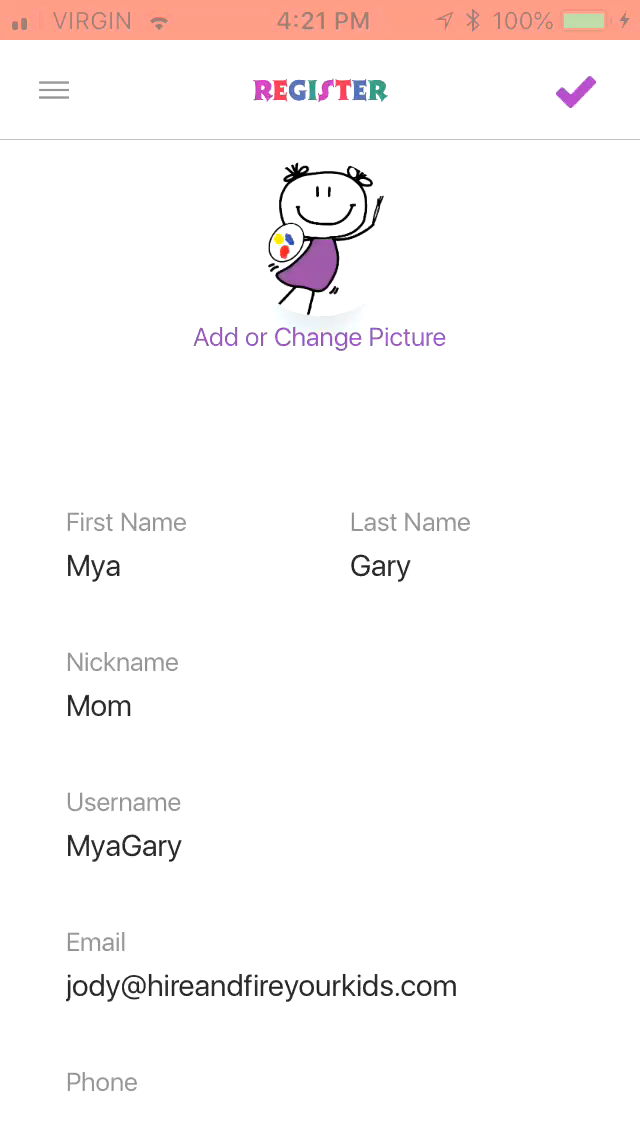 VIRGIN 4:21 PM 100%
REGISTER
Add or Change Picture
First Name Last Name
Mya Gary
Nickname
Mom
Username
MyaGary
Email
jody@hireandfireyourkids.com
Phone